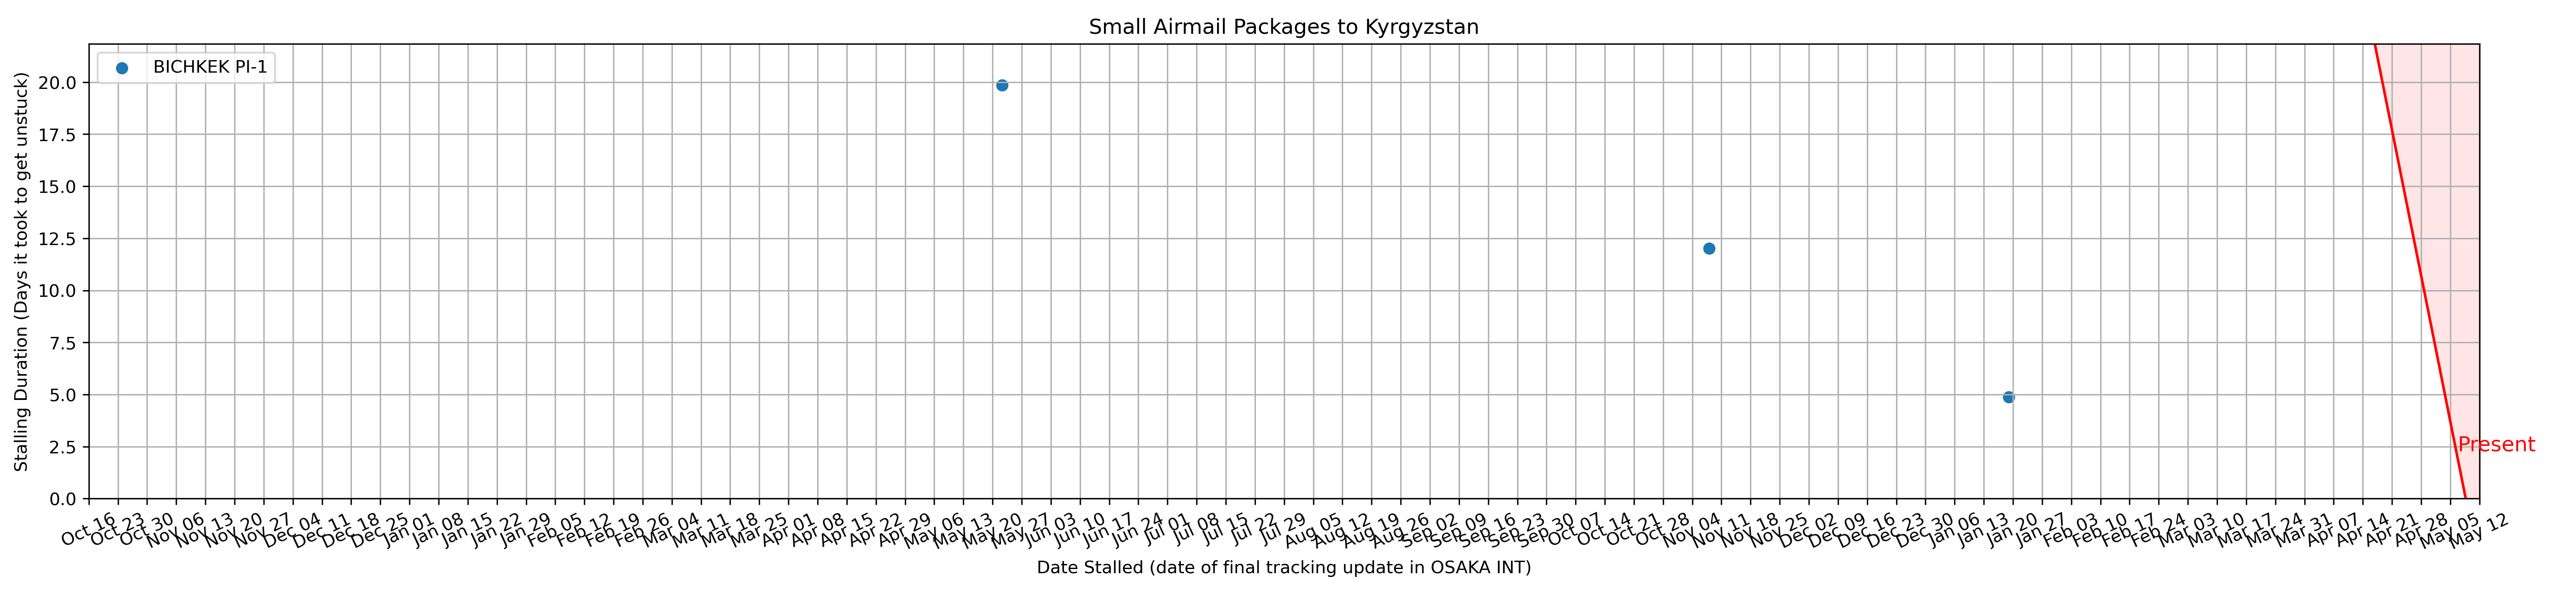 Small Airmail Packages to Kyrgyzstan
BICHKEK PI-1
Stalling Duration (Days it took to get unstuck)
20.0
17.5
15.0
12.5
10.0
7.5
5.0
2.5
0.0
Present
Oct 16
Oct 23
Oct 30
Nov 06
Nov 13
Nov 20
Nov 27
Dec 04
Dec 11
Dec 18
Dec 25
Jan 01
Jan 08
Jan 15
Jan 22
Jan 29
Feb 05
Feb 12
Feb 19
Feb 26
Mar 04
Mar 11
Mar 18
Mar 25
Apr 01
Apr 08
Apr 15
Apr 22
Apr 29
May 06
May 13
May 20
May 27
Jun 03
Jun 10
Jun 17
Jun 24
Jul 01
Jul 08
Jul 15
Jul 22
Jul 29
Aug 05
Aug 12
Aug 19
Aug 26
Sep 02
Sep 09
Sep 16
Sep 23
Sep 30
Oct 07
Oct 14
Oct 21
Oct 28
Nov 04
Nov 11
Nov 18
Nov 25
Dec 02
Dec 09
Dec 16
Dec 23
Dec 30
Jan 06
Jan 13
Jan 20
Jan 27
Feb 03
Feb 10
Feb 17
Feb 24
Mar 03
Mar 10
Mar 17
Mar 24
Mar 31
Apr 07
Apr 14
Apr 21
Apr 28
May 05
May 12
Date Stalled (date of final tracking update in OSAKA INT)